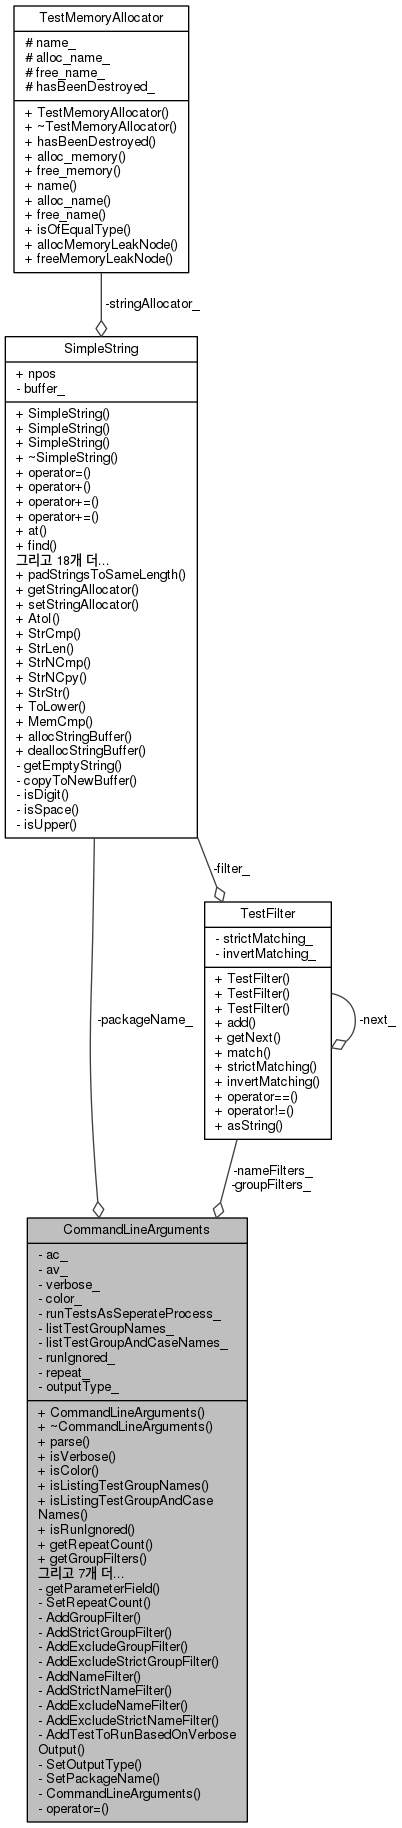 TestMemoryAllocator
# name_
# alloc_name_
# free_name_
# hasBeenDestroyed_
+ TestMemoryAllocator()
+ ~TestMemoryAllocator()
+ hasBeenDestroyed()
+ alloc_memory()
+ free_memory()
+ name()
+ alloc_name()
+ free_name()
+ isOfEqualType()
+ allocMemoryLeakNode()
+ freeMemoryLeakNode()
-stringAllocator_
SimpleString
+ npos
- buffer_
+ SimpleString()
+ SimpleString()
+ SimpleString()
+ ~SimpleString()
+ operator=()
+ operator+()
+ operator+=()
+ operator+=()
+ at()
+ find()
그리고 18개 더...
+ padStringsToSameLength()
+ getStringAllocator()
+ setStringAllocator()
+ AtoI()
+ StrCmp()
+ StrLen()
+ StrNCmp()
+ StrNCpy()
+ StrStr()
+ ToLower()
+ MemCmp()
+ allocStringBuffer()
+ deallocStringBuffer()
- getEmptyString()
- copyToNewBuffer()
- isDigit()
- isSpace()
- isUpper()
-filter_
TestFilter
- strictMatching_
- invertMatching_
+ TestFilter()
+ TestFilter()
+ TestFilter()
+ add()
+ getNext()
+ match()
+ strictMatching()
+ invertMatching()
+ operator==()
+ operator!=()
+ asString()
-next_
-packageName_
-nameFilters_
-groupFilters_
CommandLineArguments
- ac_
- av_
- verbose_
- color_
- runTestsAsSeperateProcess_
- listTestGroupNames_
- listTestGroupAndCaseNames_
- runIgnored_
- repeat_
- outputType_
+ CommandLineArguments()
+ ~CommandLineArguments()
+ parse()
+ isVerbose()
+ isColor()
+ isListingTestGroupNames()
+ isListingTestGroupAndCase
Names()
+ isRunIgnored()
+ getRepeatCount()
+ getGroupFilters()
그리고 7개 더...
- getParameterField()
- SetRepeatCount()
- AddGroupFilter()
- AddStrictGroupFilter()
- AddExcludeGroupFilter()
- AddExcludeStrictGroupFilter()
- AddNameFilter()
- AddStrictNameFilter()
- AddExcludeNameFilter()
- AddExcludeStrictNameFilter()
- AddTestToRunBasedOnVerbose
Output()
- SetOutputType()
- SetPackageName()
- CommandLineArguments()
- operator=()